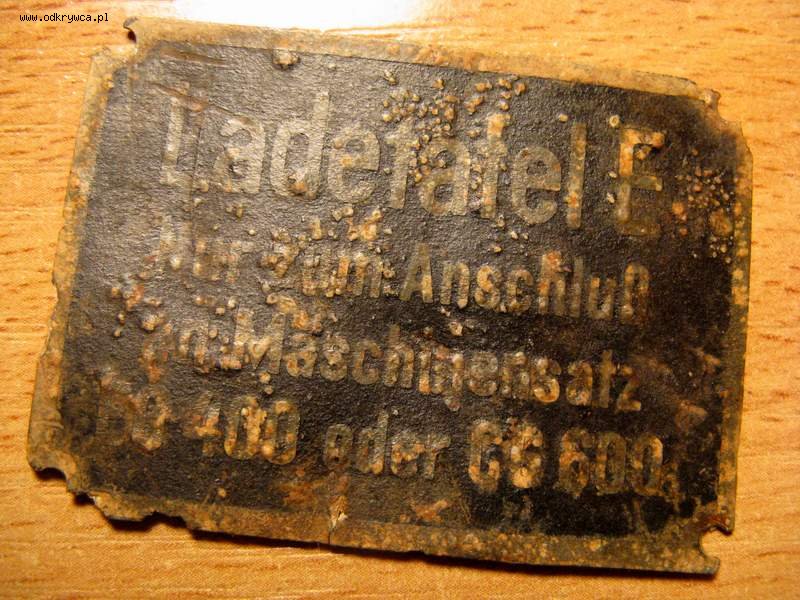 www.odkrywca.pl
Ladetafel E
Nur zum Anschluß
an Maschinensatz
400 oder GG 600